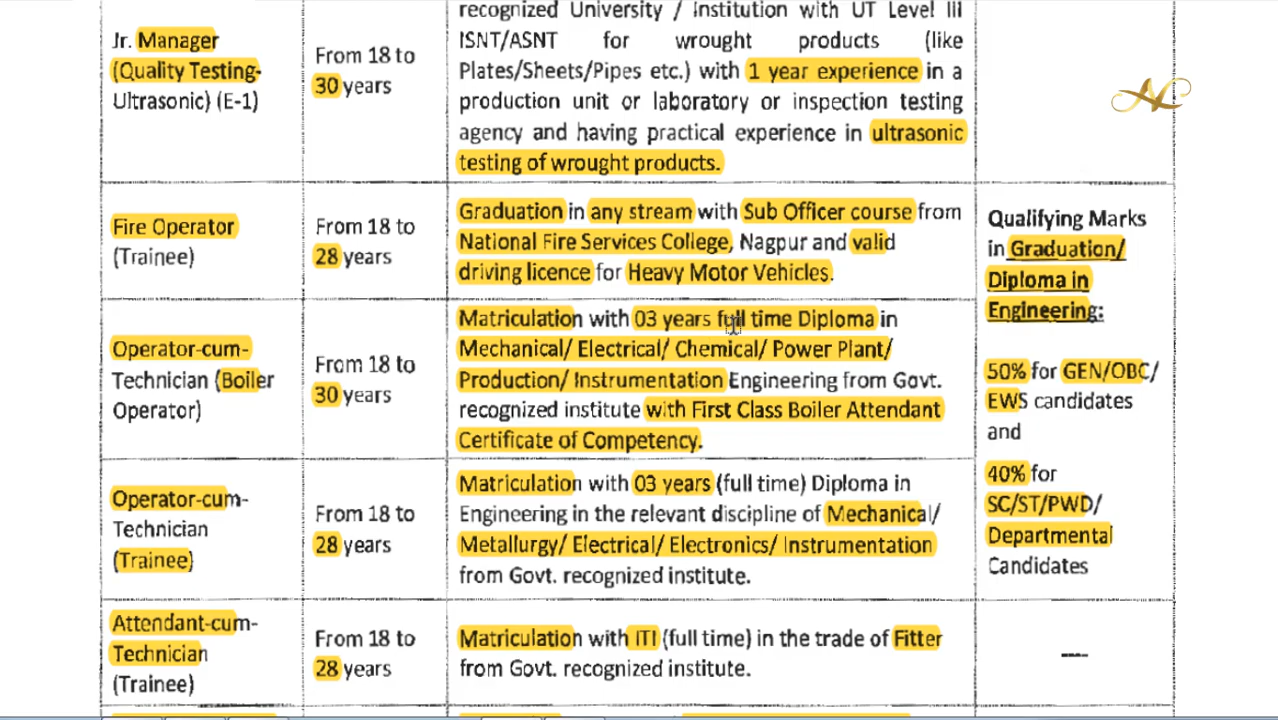 Jr. Manager
(Quality Testing-
Ultrasonic) (E-1)
From 18 to
30 years
recognized University / Institution with UT Level III
ISNT/ASNT for wrought products (like
Plates/Sheets/Pipes etc.) with 1 year experience in a
production unit or laboratory or inspection testing
agency and having practical experience in ultrasonic
testing of wrought products.
Fire Operator
(Trainee)
From 18 to
28 years
Graduation in any stream with Sub Officer course from
National Fire Services College, Nagpur and valid
driving licence for Heavy Motor Vehicles.
Operator-cum-
Technician (Boiler
Operator)
From 18 to
30 years
Matriculation with 03 years full time Diploma in
Mechanical/ Electrical/ Chemical/ Power Plant/
Production/ Instrumentation Engineering from Govt.
recognized institute with First Class Boiler Attendant
Certificate of Competency.
Operator-cum-
Technician
(Trainee)
From 18 to
28 years
Matriculation with 03 years (full time) Diploma in
Engineering in the relevant discipline of Mechanical/
Metallurgy/ Electrical/ Electronics/ Instrumentation
from Govt. recognized institute.
Attendant-cum-
Technician
(Trainee)
From 18 to
28 years
Matriculation with ITI (full time) in the trade of Fitter
from Govt. recognized institute.
Qualifying Marks
in Graduation/
Diploma in
Engineering:
50% for GEN/OBC/
EWS candidates
and
40% for
SC/ST/PWD/
Departmental
Candidates